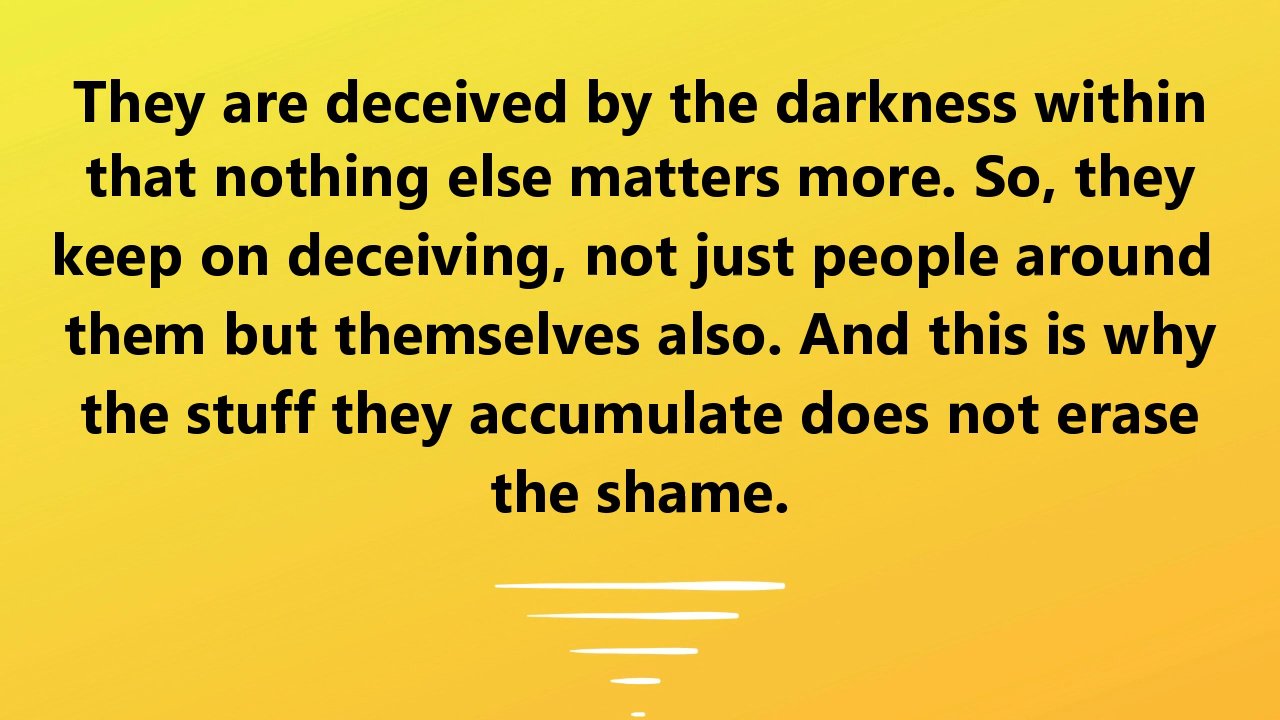 They are deceived by the darkness within
that nothing else matters more. So, they
keep on deceiving, not just people around
them but themselves also. And this is why
the stuff they accumulate does not erase
the shame.